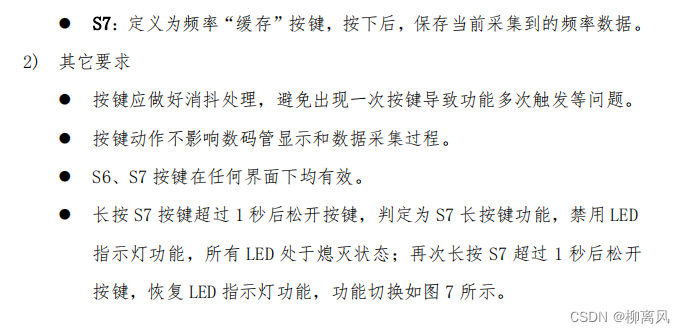 ● S7：定义为频率“缓存”按键，按下后，保存当前采集到的频率数据。
2) 其它要求
● 按键应做好消抖处理，避免出现一次按键导致功能多次触发等问题。
● 按键动作不影响数码管显示和数据采集过程。
● S6、S7 按键在任何界面下均有效。
● 长按 S7 按键超过 1 秒后松开按键，判定为 S7 长按键功能，禁用 LED
指示灯功能，所有 LED 处于熄灭状态；再次长按 S7 超过 1 秒后松开
按键，恢复 LED 指示灯功能，功能切换如图 7 所示。
CSDN @柳离风